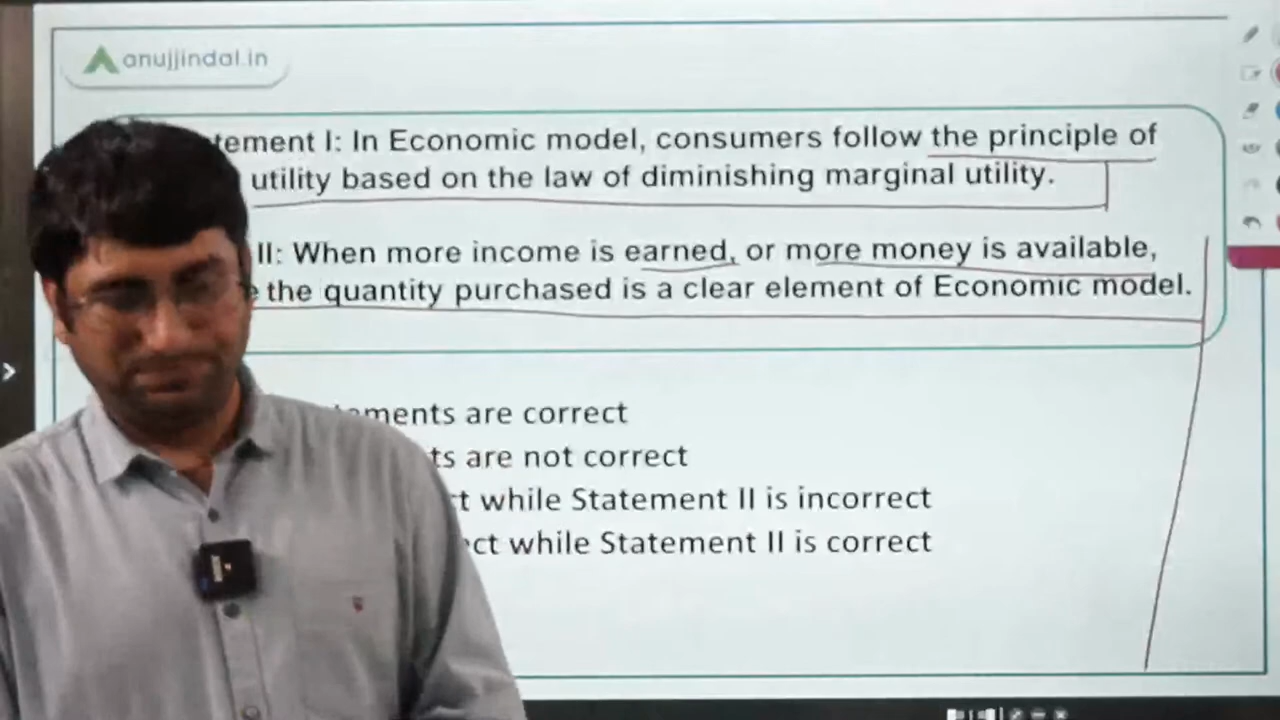 anujjindal.in
tement I: In Economic model, consumers follow the principle of
utility based on the law of diminishing marginal utility.
II: When more income is earned, or more money is available,
e the quantity purchased is a clear element of Economic model.
ments are correct
ts are not correct
ct while Statement II is incorrect
ect while Statement II is correct